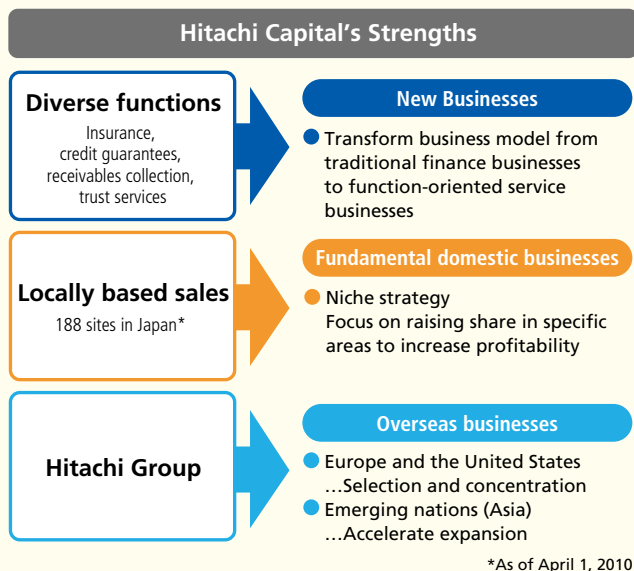 Hitachi Capital's Strengths
Diverse functions
Insurance,
credit guarantees,
receivables collection,
trust services
New Businesses
● Transform business model from
traditional finance businesses
to function-oriented service
businesses
Locally based sales
188 sites in Japan*
Fundamental domestic businesses
● Niche strategy
Focus on raising share in specific
areas to increase profitability
Hitachi Group
Overseas businesses
● Europe and the United States
...Selection and concentration
● Emerging nations (Asia)
...Accelerate expansion
*As of April 1, 2010